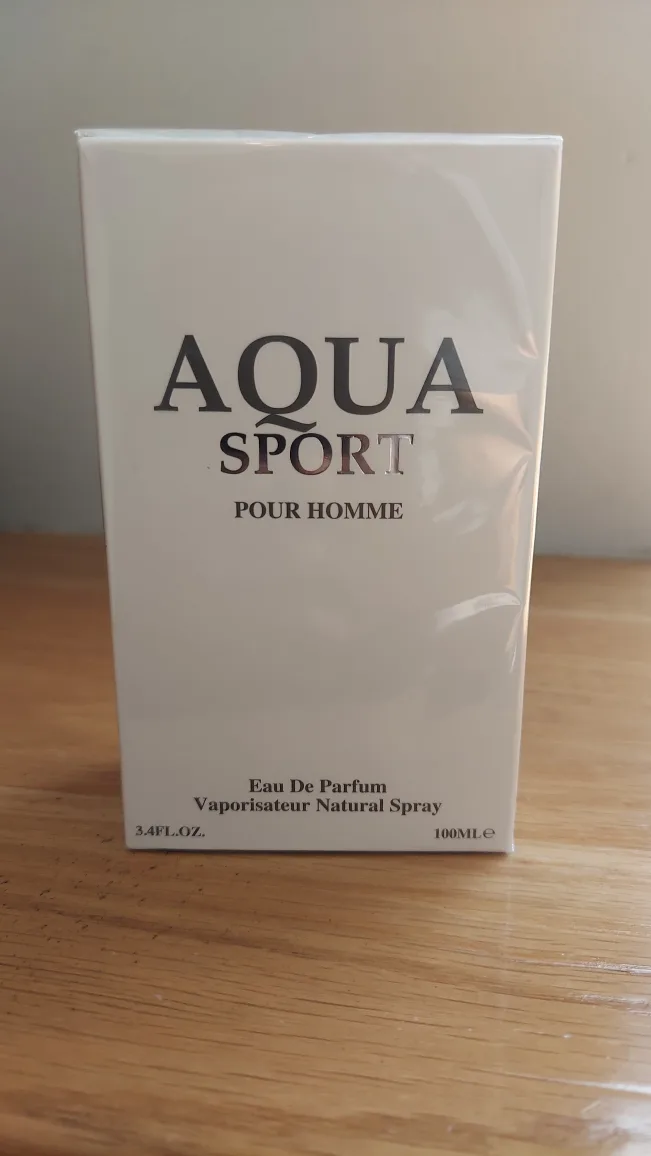 AQUA
SPORT
POUR HOMME
Eau De Parfum
Vaporisateur Natural Spray
3.4FL.OZ.
100ML℮